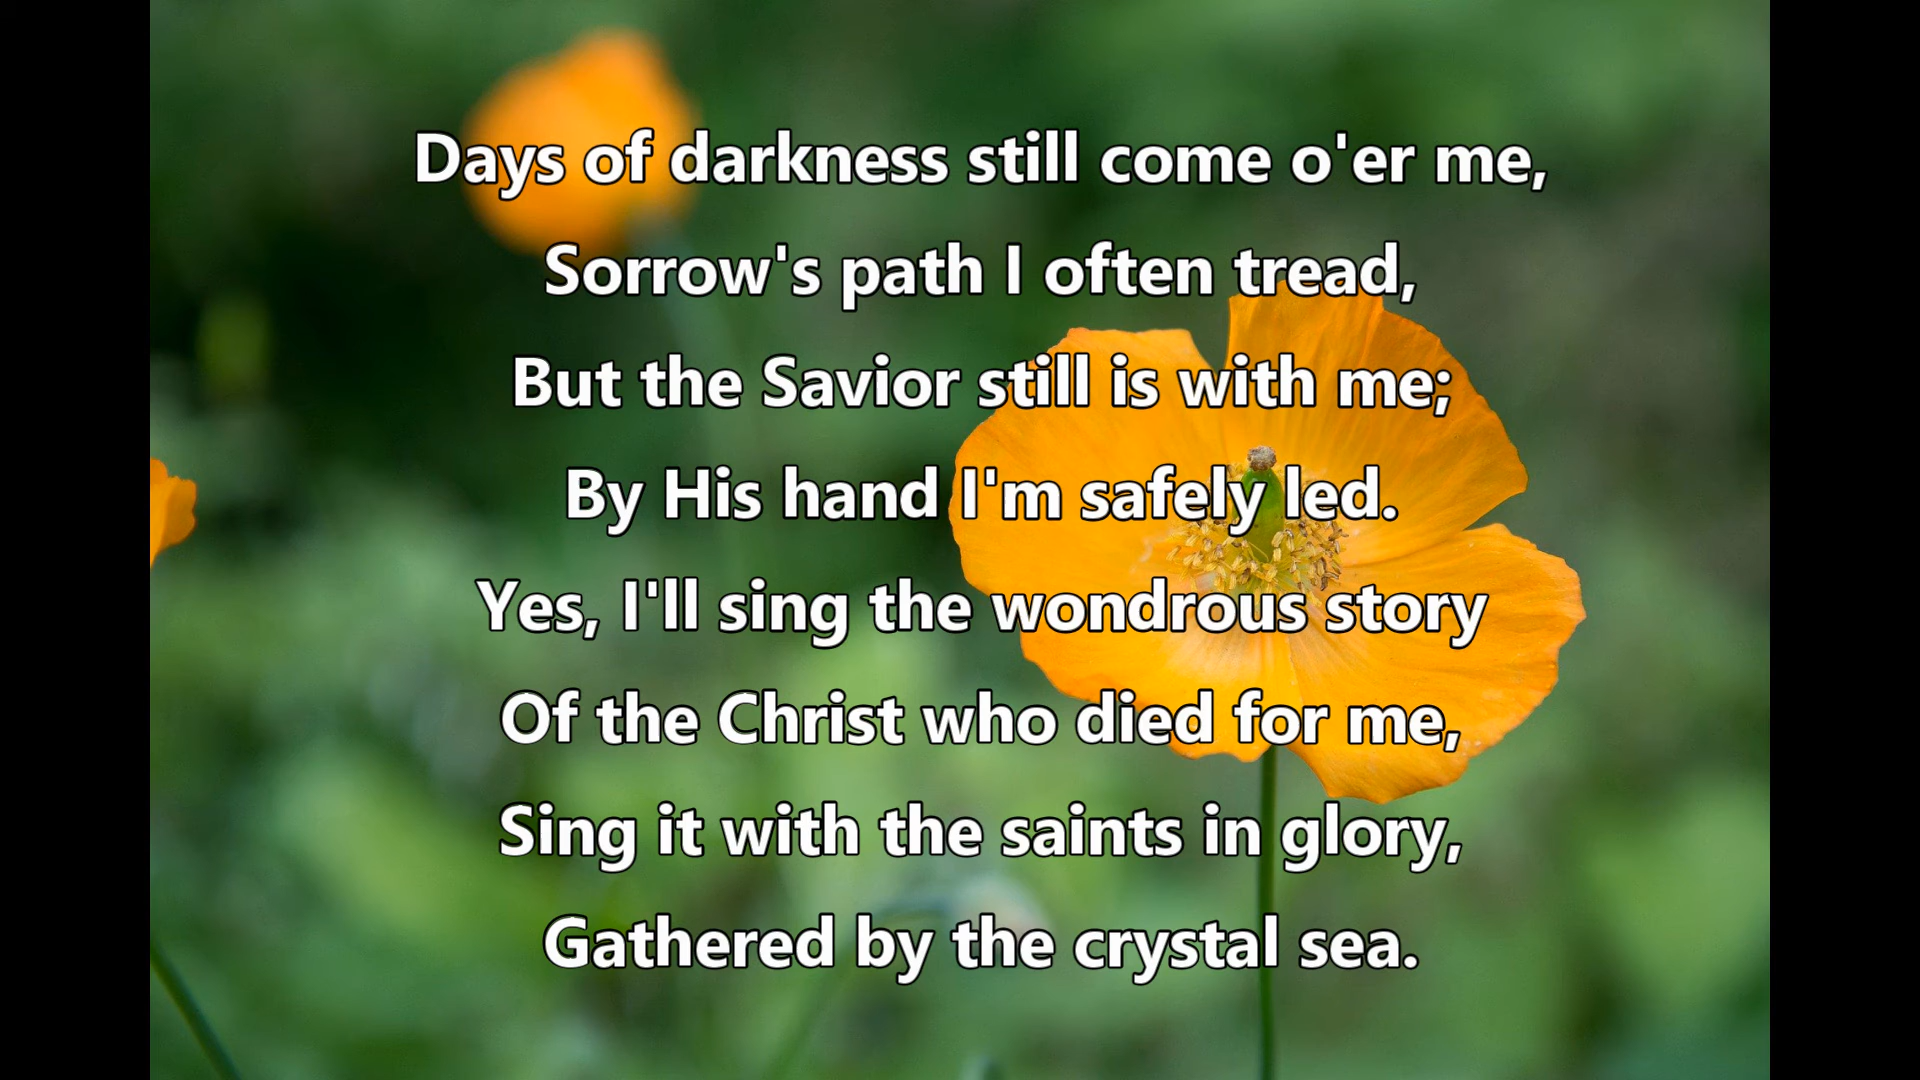 Days of darkness still come o'er me,
Sorrow's path I often tread,
But the Savior still is with me;
By His hand I'm safely led.
Yes, I'll sing the wondrous story
Of the Christ who died for me,
Sing it with the saints in glory,
Gathered by the crystal sea.